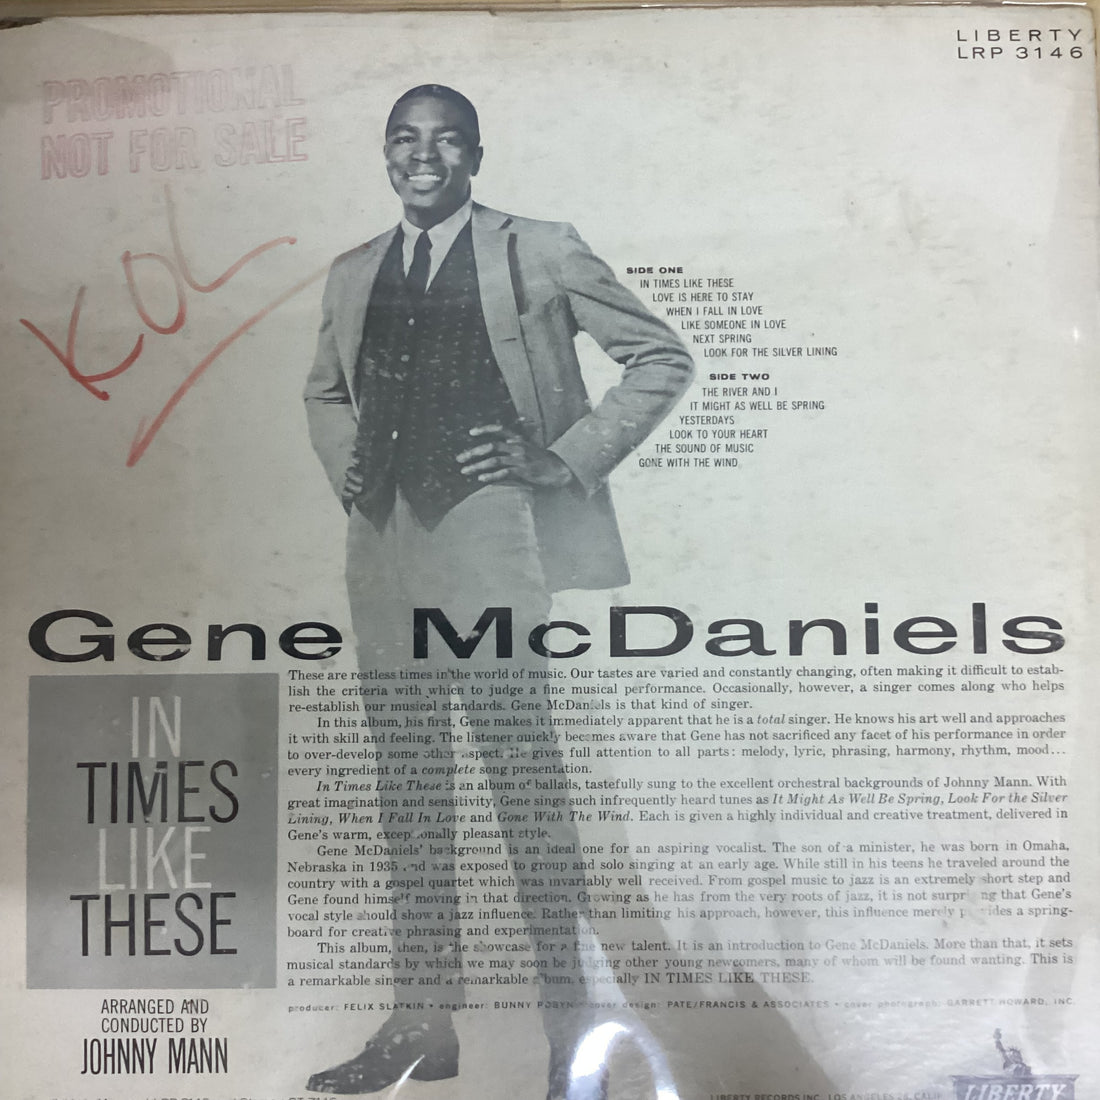 LIBERTY
LRP 3146
PROMOTIONAL
NOT FOR SALE
KOL
SIDE ONE
IN TIMES LIKE THESE
LOVE IS HERE TO STAY
WHEN I FALL IN LOVE
LIKE SOMEONE IN LOVE
NEXT SPRING
LOOK FOR THE SILVER LINING
SIDE TWO
THE RIVER AND I
IT MIGHT AS WELL BE SPRING
YESTERDAYS
LOOK TO YOUR HEART
THE SOUND OF MUSIC
GONE WITH THE WIND
Gene McDaniels
IN
TIMES
LIKE
THESE
ARRANGED AND
CONDUCTED BY
JOHNNY MANN
These are restless times in the world of music. Our tastes are varied and constantly changing, often making it difficult to estab-
lish the criteria with which to judge a fine musical performance. Occasionally, however, a singer comes along who helps
re-establish our musical standards. Gene McDaniels is that kind of singer.
In this album, his first, Gene makes it immediately apparent that he is a total singer. He knows his art well and approaches
it with skill and feeling. The listener quickly becomes aware that Gene has not sacrificed any facet of his performance in order
to over-develop some other aspect. He gives full attention to all parts: melody, lyric, phrasing, harmony, rhythm, mood...
every ingredient of a complete song presentation.
In Times Like These is an album of ballads, tastefully sung to the excellent orchestral backgrounds of Johnny Mann. With
great imagination and sensitivity, Gene sings such infrequently heard tunes as It Might As Well Be Spring, Look For the Silver
Lining, When I Fall In Love and Gone With The Wind. Each is given a highly individual and creative treatment, delivered in
Gene's warm, exceptionally pleasant style.
Gene McDaniels' background is an ideal one for an aspiring vocalist. The son of a minister, he was born in Omaha,
Nebraska in 1935 and was exposed to group and solo singing at an early age. While still in his teens he traveled around the
country with a gospel quartet which was invariably well received. From gospel music to jazz is an extremely short step and
Gene found himself moving in that direction. Growing as he has from the very roots of jazz, it is not surprising that Gene's
vocal style should show a jazz influence. Rather than limiting his approach, however, this influence merely provides a spring-
board for creative phrasing and experimentation.
This album, then, is the showcase for a fine new talent. It is an introduction to Gene McDaniels. More than that, it sets
musical standards by which we may soon be judging other young newcomers, many of whom will be found wanting. This is
a remarkable singer and a remarkable album, especially IN TIMES LIKE THESE.
producer: FELIX SLATKIN • engineer: BUNNY ROBYN • cover design: PATE/FRANCIS & ASSOCIATES • cover photograph: GARRETT HOWARD, INC.
LIBERTY RECORDS INC. LOS ANGELES 28, CALIF.
LIBERTY